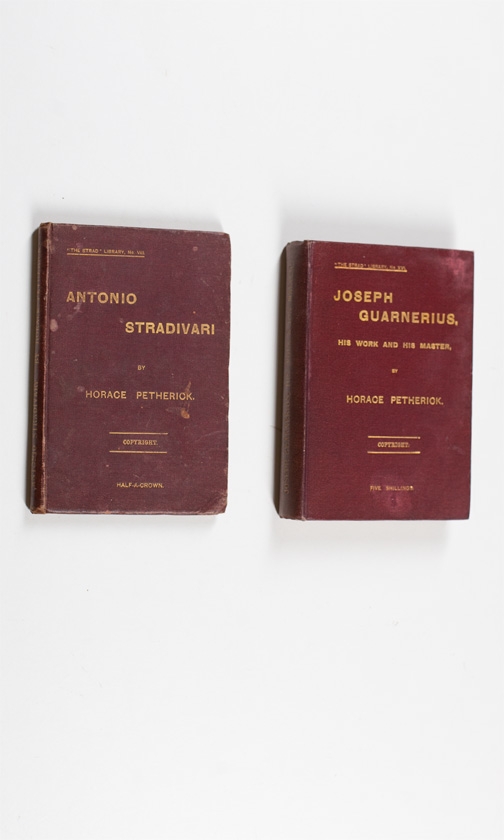 "THE STRAD" LIBRARY, No. VIII.
ANTONIO
STRADIVARI
BY
HORACE PETHERICK.
COPYRIGHT.
HALF-A-CROWN.
"THE STRAD" LIBRARY, No.
JOSEPH
GUARNERIUS,
HIS WORK AND HIS MASTER,
BY
HORACE PETHERICK.
COPYRIGHT.
FIVE SHILLINGS